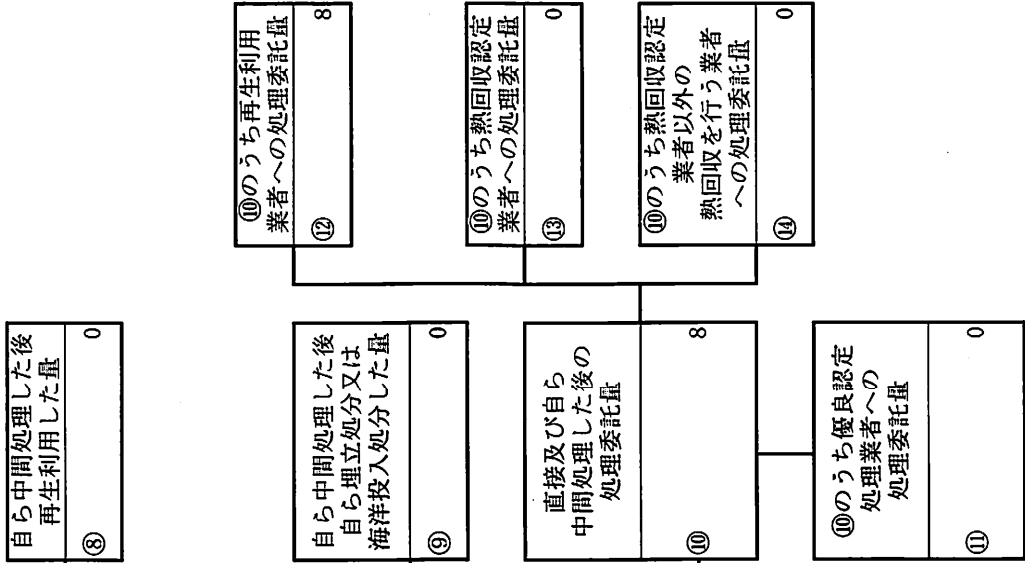 自ら中間処理した後
再生利用した量
⑧ 0
自ら中間処理した後
自ら埋立処分又は
海洋投入処分した量
⑨ 0
直接及び自ら
中間処理した後の
処理委託量
⑩ 8
⑩のうち優良認定
処理業者への
処理委託量
⑪ 0
⑩のうち再生利用
業者への処理委託量
⑫ 8
⑩のうち熱回収認定
業者への処理委託量
⑬ 0
⑩のうち熱回収認定
業者以外の
熱回収を行う業者
への処理委託量
⑭ 0